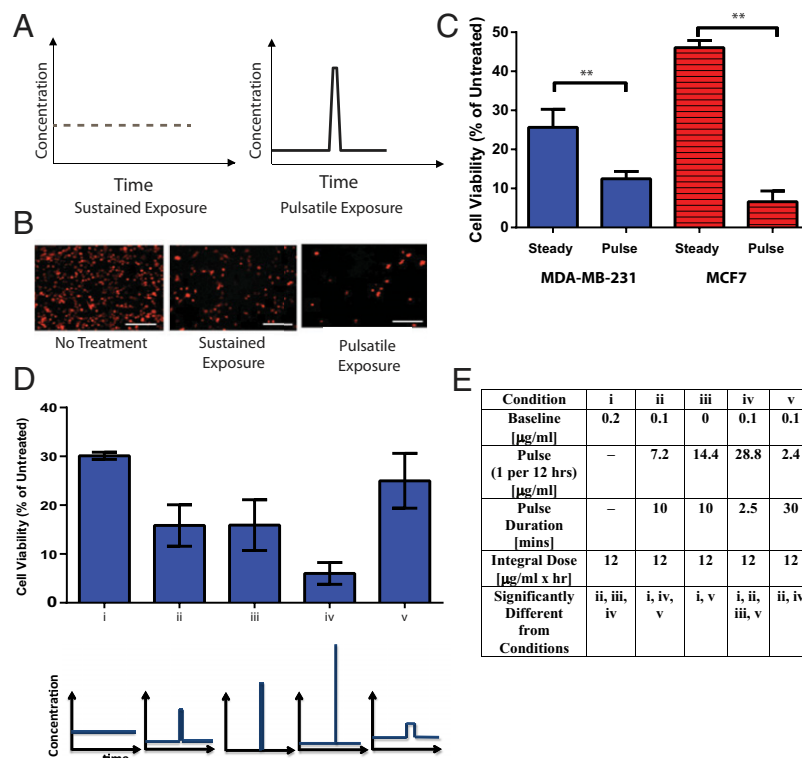 A
Concentration
Time
Sustained Exposure
Concentration
Time
Pulsatile Exposure
B
No Treatment
Sustained
Exposure
Pulsatile
Exposure
C
Cell Viability (% of Untreated)
50
40
30
20
10
0
**
**
Steady
Pulse
Steady
Pulse
MDA-MB-231
MCF7
D
Cell Viability (% of Untreated)
40
30
20
10
0
i
ii
iii
iv
v
Concentration
time
E
Condition i ii iii iv v
Baseline
[µg/ml] 0.2 0.1 0 0.1 0.1
Pulse
(1 per 12 hrs)
[µg/ml] – 7.2 14.4 28.8 2.4
Pulse
Duration
[mins] – 10 10 2.5 30
Integral Dose
[µg/ml x hr] 12 12 12 12 12
Significantly ii, iii, i, iv, i, v i, ii, ii, iv
Different iv v iii, v
from
Conditions